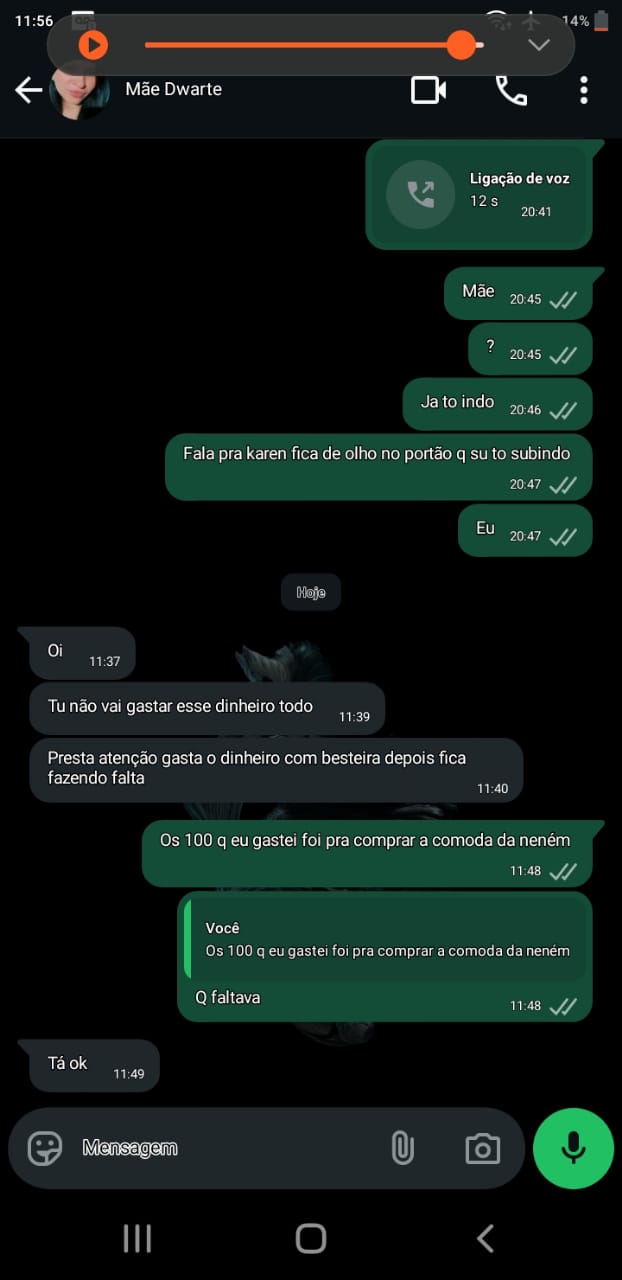 11:56
14%
Mãe Dwarte
Ligação de voz
12 s
20:41
Mãe
20:45
?
20:45
Ja to indo
20:46
Fala pra karen fica de olho no portão q su to subindo
20:47
Eu
20:47
Hoje
Oi
11:37
Tu não vai gastar esse dinheiro todo
11:39
Presta atenção gasta o dinheiro com besteira depois fica
fazendo falta
11:40
Os 100 q eu gastei foi pra comprar a comoda da neném
11:48
Você
Os 100 q eu gastei foi pra comprar a comoda da neném
Q faltava
11:48
Tá ok
11:49
Mensagem